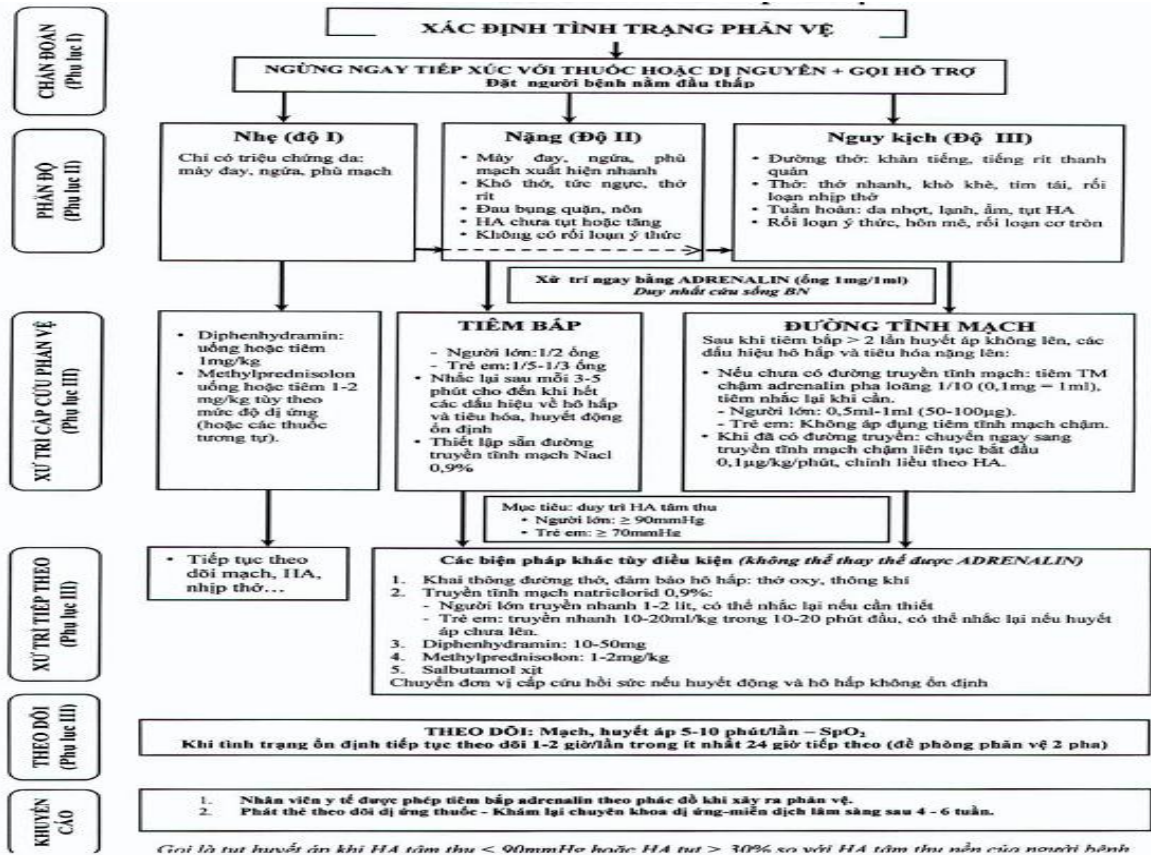 XÁC ĐỊNH TÌNH TRẠNG PHẢN VỆ
CHẨN ĐOÁN
(Phụ lục I)
NGỪNG NGAY TIẾP XÚC VỚI THUỐC HOẶC DỊ NGUYÊN + GỌI HỖ TRỢ
Đặt người bệnh nằm đầu thấp
PHÂN ĐỘ
(Phụ lục II)
Nhẹ (độ I)
Chỉ có triệu chứng da:
mày đay, ngứa, phù mạch
Nặng (Độ II)
• Mày đay, ngứa, phù
mạch xuất hiện nhanh
• Khó thở, tức ngực, thở
rít
• Đau bụng quặn, nôn
• HA chưa tụt hoặc tăng
• Không có rối loạn ý thức
Nguy kịch (Độ III)
• Đường thở: khàn tiếng, tiếng rít thanh
quản
• Thở: thở nhanh, khò khè, tím tái, rối
loạn nhịp thở
• Tuần hoàn: da nhợt, lạnh, ẩm, tụt HA
• Rối loạn ý thức, hôn mê, rối loạn cơ tròn
Xử trí ngay bằng ADRENALIN (ống 1mg/1ml)
Duy nhất cứu sống BN
XỬ TRÍ CẤP CỨU PHẢN VỆ
(Phụ lục III)
• Diphenhydramin:
uống hoặc tiêm
1mg/kg
• Methylprednisolon
uống hoặc tiêm 1-2
mg/kg tùy theo
mức độ dị ứng
(hoặc các thuốc
tương tự).
TIÊM BẮP
- Người lớn: 1/2 ống
- Trẻ em: 1/5-1/3 ống
• Nhắc lại sau mỗi 3-5
phút cho đến khi hết
các dấu hiệu về hô hấp
và tiêu hóa, huyết động
ổn định
• Thiết lập sẵn đường
truyền tĩnh mạch Nacl
0,9%
ĐƯỜNG TĨNH MẠCH
Sau khi tiêm bắp > 2 lần huyết áp không lên, các
dấu hiệu hô hấp và tiêu hóa nặng lên:
• Nếu chưa có đường truyền tĩnh mạch: tiêm TM
chậm adrenalin pha loãng 1/10 (0,1mg = 1ml),
tiêm nhắc lại khi cần.
- Người lớn: 0,5ml-1ml (50-100µg).
- Trẻ em: Không áp dụng tiêm tĩnh mạch chậm.
• Khi đã có đường truyền: chuyển ngay sang
truyền tĩnh mạch chậm liên tục bắt đầu
0,1µg/kg/phút, chỉnh liều theo HA.
Mục tiêu: duy trì HA tâm thu
• Người lớn: ≥ 90mmHg
• Trẻ em: ≥ 70mmHg
XỬ TRÍ TIẾP THEO
(Phụ lục III)
• Tiếp tục theo
dõi mạch, HA,
nhịp thở...
Các biện pháp khác tùy điều kiện (không thể thay thế được ADRENALIN)
1. Khai thông đường thở, đảm bảo hô hấp: thở oxy, thông khí
2. Truyền tĩnh mạch natriclorid 0,9%:
- Người lớn truyền nhanh 1-2 lít, có thể nhắc lại nếu cần thiết
- Trẻ em: truyền nhanh 10-20ml/kg trong 10-20 phút đầu, có thể nhắc lại nếu huyết
áp chưa lên.
3. Diphenhydramin: 10-50mg
4. Methylprednisolon: 1-2mg/kg
5. Salbutamol xịt
Chuyển đơn vị cấp cứu hồi sức nếu huyết động và hô hấp không ổn định
THEO DÕI
(Phụ lục III)
THEO DÕI: Mạch, huyết áp 5-10 phút/lần – SpO₂
Khi tình trạng ổn định tiếp tục theo dõi 1-2 giờ/lần trong ít nhất 24 giờ tiếp theo (đề phòng phản vệ 2 pha)
KHUYẾN
CÁO
1. Nhân viên y tế được phép tiêm bắp adrenalin theo phác đồ khi xảy ra phản vệ.
2. Phát thẻ theo dõi dị ứng thuốc - Khám lại chuyên khoa dị ứng-miễn dịch lâm sàng sau 4 - 6 tuần.
Gọi là tụt huyết áp khi HA tâm thu < 90mmHg hoặc HA tụt > 30% so với HA tâm thu nền của người bệnh